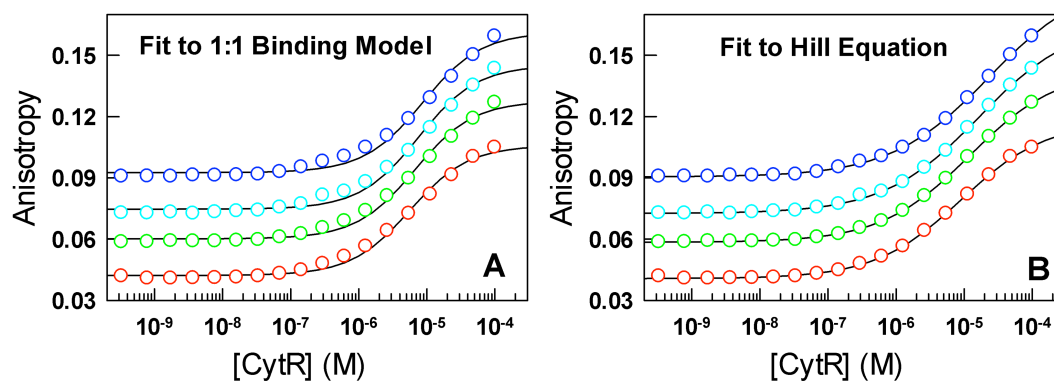 Fit to 1:1 Binding Model
0.15
0.12
0.09
0.06
0.03
Anisotropy
A
10⁻⁹ 10⁻⁸ 10⁻⁷ 10⁻⁶ 10⁻⁵ 10⁻⁴
[CytR] (M)
Fit to Hill Equation
0.15
0.12
0.09
0.06
0.03
Anisotropy
B
10⁻⁹ 10⁻⁸ 10⁻⁷ 10⁻⁶ 10⁻⁵ 10⁻⁴
[CytR] (M)